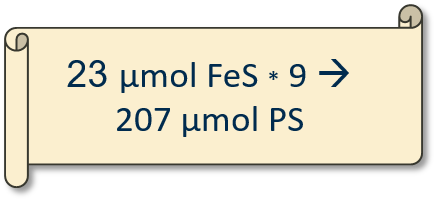 23 µmol FeS * 9 →
207 µmol PS